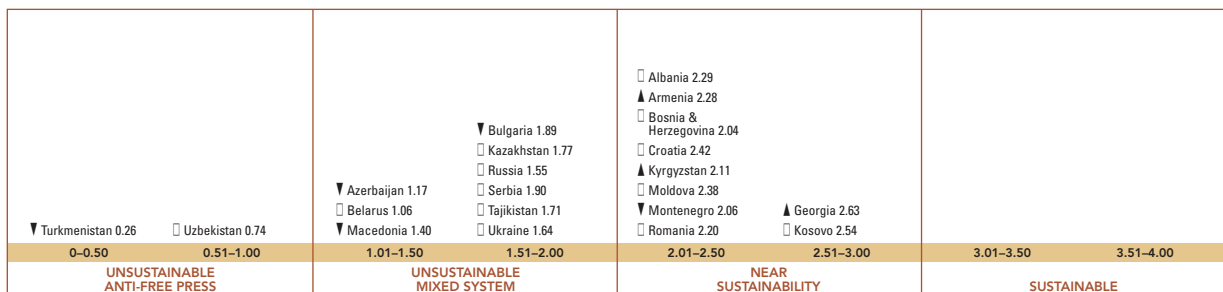 ▼ Turkmenistan 0.26
▯ Uzbekistan 0.74
▼ Azerbaijan 1.17
▯ Belarus 1.06
▼ Macedonia 1.40
▼ Bulgaria 1.89
▯ Kazakhstan 1.77
▯ Russia 1.55
▯ Serbia 1.90
▯ Tajikistan 1.71
▯ Ukraine 1.64
▯ Albania 2.29
▲ Armenia 2.28
▯ Bosnia &
Herzegovina 2.04
▯ Croatia 2.42
▲ Kyrgyzstan 2.11
▯ Moldova 2.38
▼ Montenegro 2.06
▯ Romania 2.20
▲ Georgia 2.63
▯ Kosovo 2.54
0–0.50
0.51–1.00
1.01–1.50
1.51–2.00
2.01–2.50
2.51–3.00
3.01–3.50
3.51–4.00
UNSUSTAINABLE
ANTI-FREE PRESS
UNSUSTAINABLE
MIXED SYSTEM
NEAR
SUSTAINABILITY
SUSTAINABLE